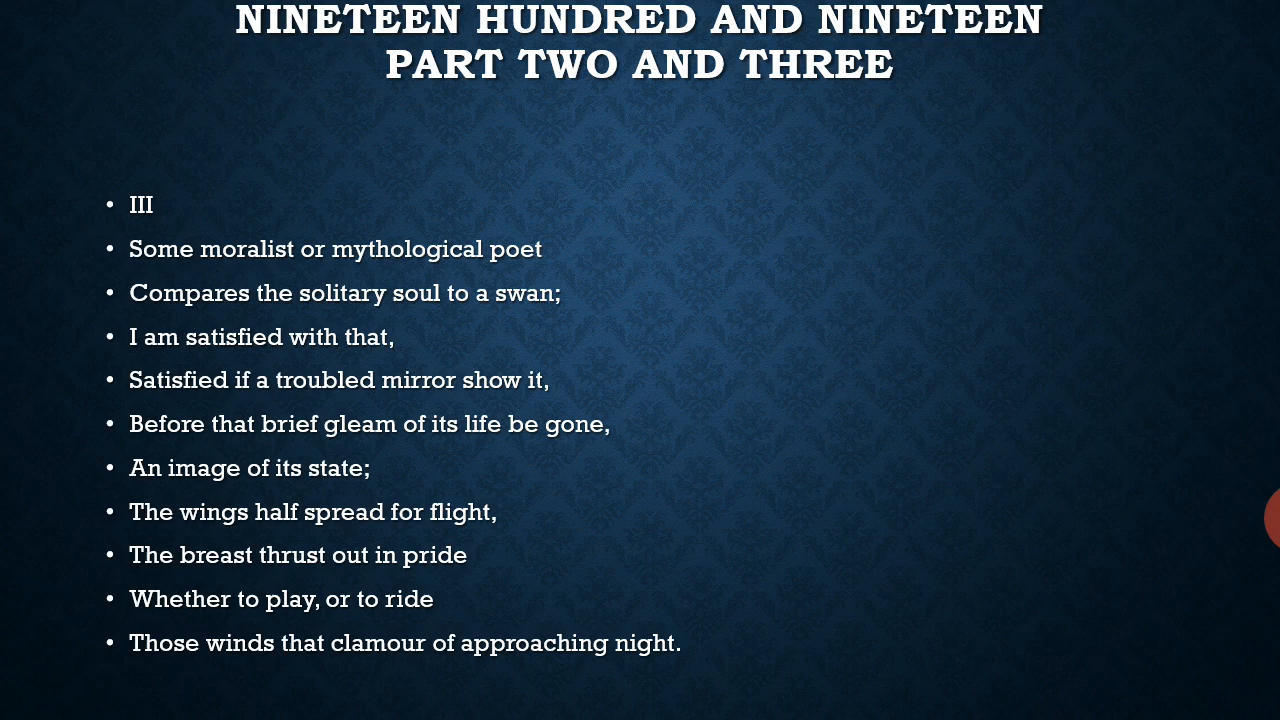 NINETEEN HUNDRED AND NINETEEN
PART TWO AND THREE
• III
• Some moralist or mythological poet
• Compares the solitary soul to a swan;
• I am satisfied with that,
• Satisfied if a troubled mirror show it,
• Before that brief gleam of its life be gone,
• An image of its state;
• The wings half spread for flight,
• The breast thrust out in pride
• Whether to play, or to ride
• Those winds that clamour of approaching night.